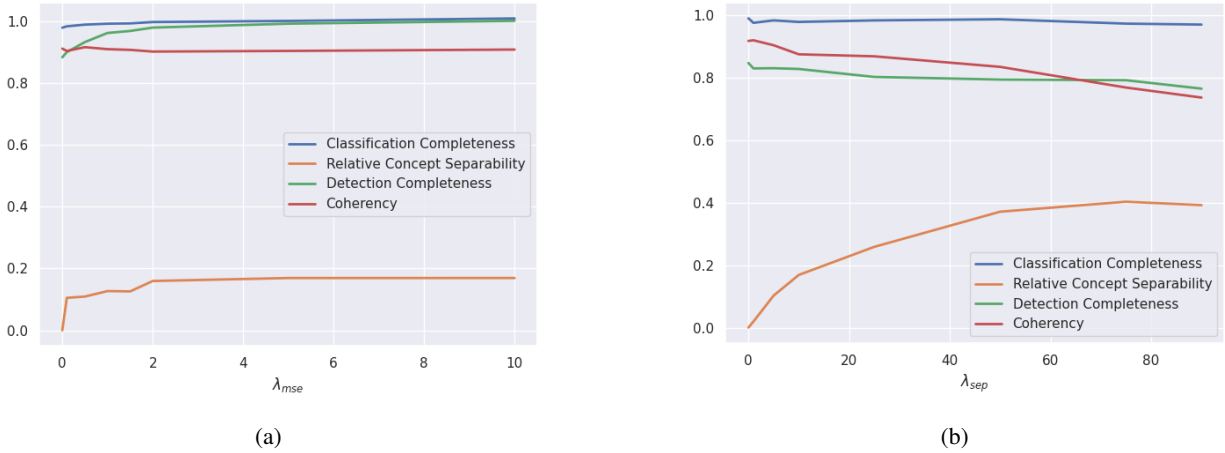 1.0
0.8
0.6
0.4
0.2
0.0
0 2 4 6 8 10
λmse
Classification Completeness
Relative Concept Separability
Detection Completeness
Coherency
(a)
1.0
0.8
0.6
0.4
0.2
0.0
0 20 40 60 80
λsep
Classification Completeness
Relative Concept Separability
Detection Completeness
Coherency
(b)